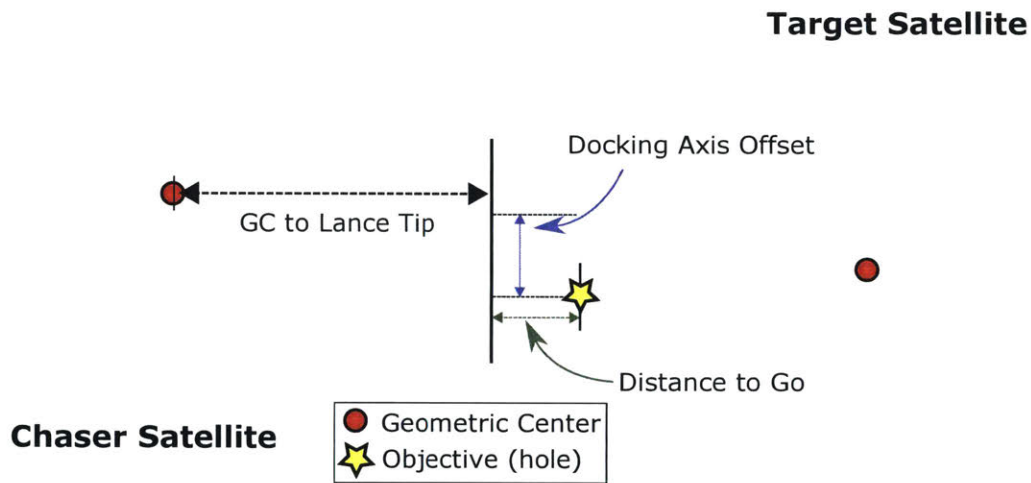 Target Satellite
Docking Axis Offset
GC to Lance Tip
Distance to Go
Chaser Satellite
Geometric Center
Objective (hole)